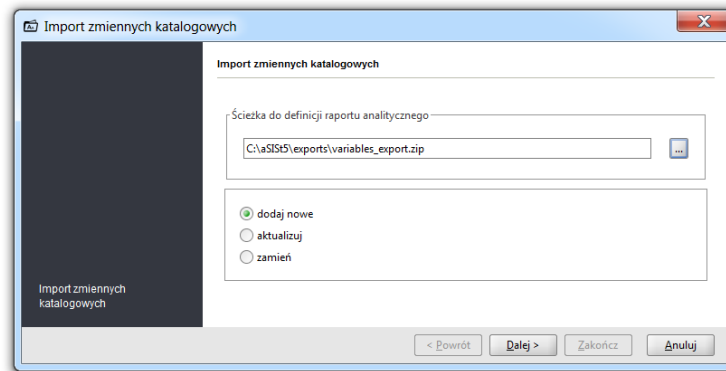 Import zmiennych katalogowych
Import zmiennych katalogowych
Ścieżka do definicji raportu analitycznego
C:\aSISt5\exports\variables_export.zip
...
dodaj nowe
aktualizuj
zamień
Import zmiennych
katalogowych
< Powrót
Dalej >
Zakończ
Anuluj